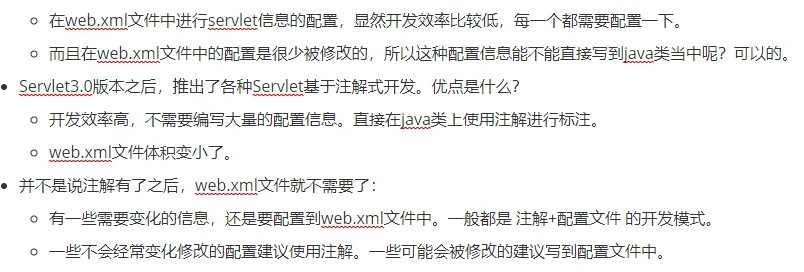 在web.xml文件中进行servlet信息的配置，显然开发效率比较低，每一个都需要配置一下。
而且在web.xml文件中的配置是很少被修改的，所以这种配置信息能不能直接写到java类当中呢？可以的。
Servlet3.0版本之后，推出了各种Servlet基于注解式开发。优点是什么？
开发效率高，不需要编写大量的配置信息。直接在java类上使用注解进行标注。
web.xml文件体积变小了。
并不是说注解有了之后，web.xml文件就不需要了：
有一些需要变化的信息，还是要配置到web.xml文件中。一般都是 注解+配置文件 的开发模式。
一些不会经常变化修改的配置建议使用注解。一些可能会被修改的建议写到配置文件中。